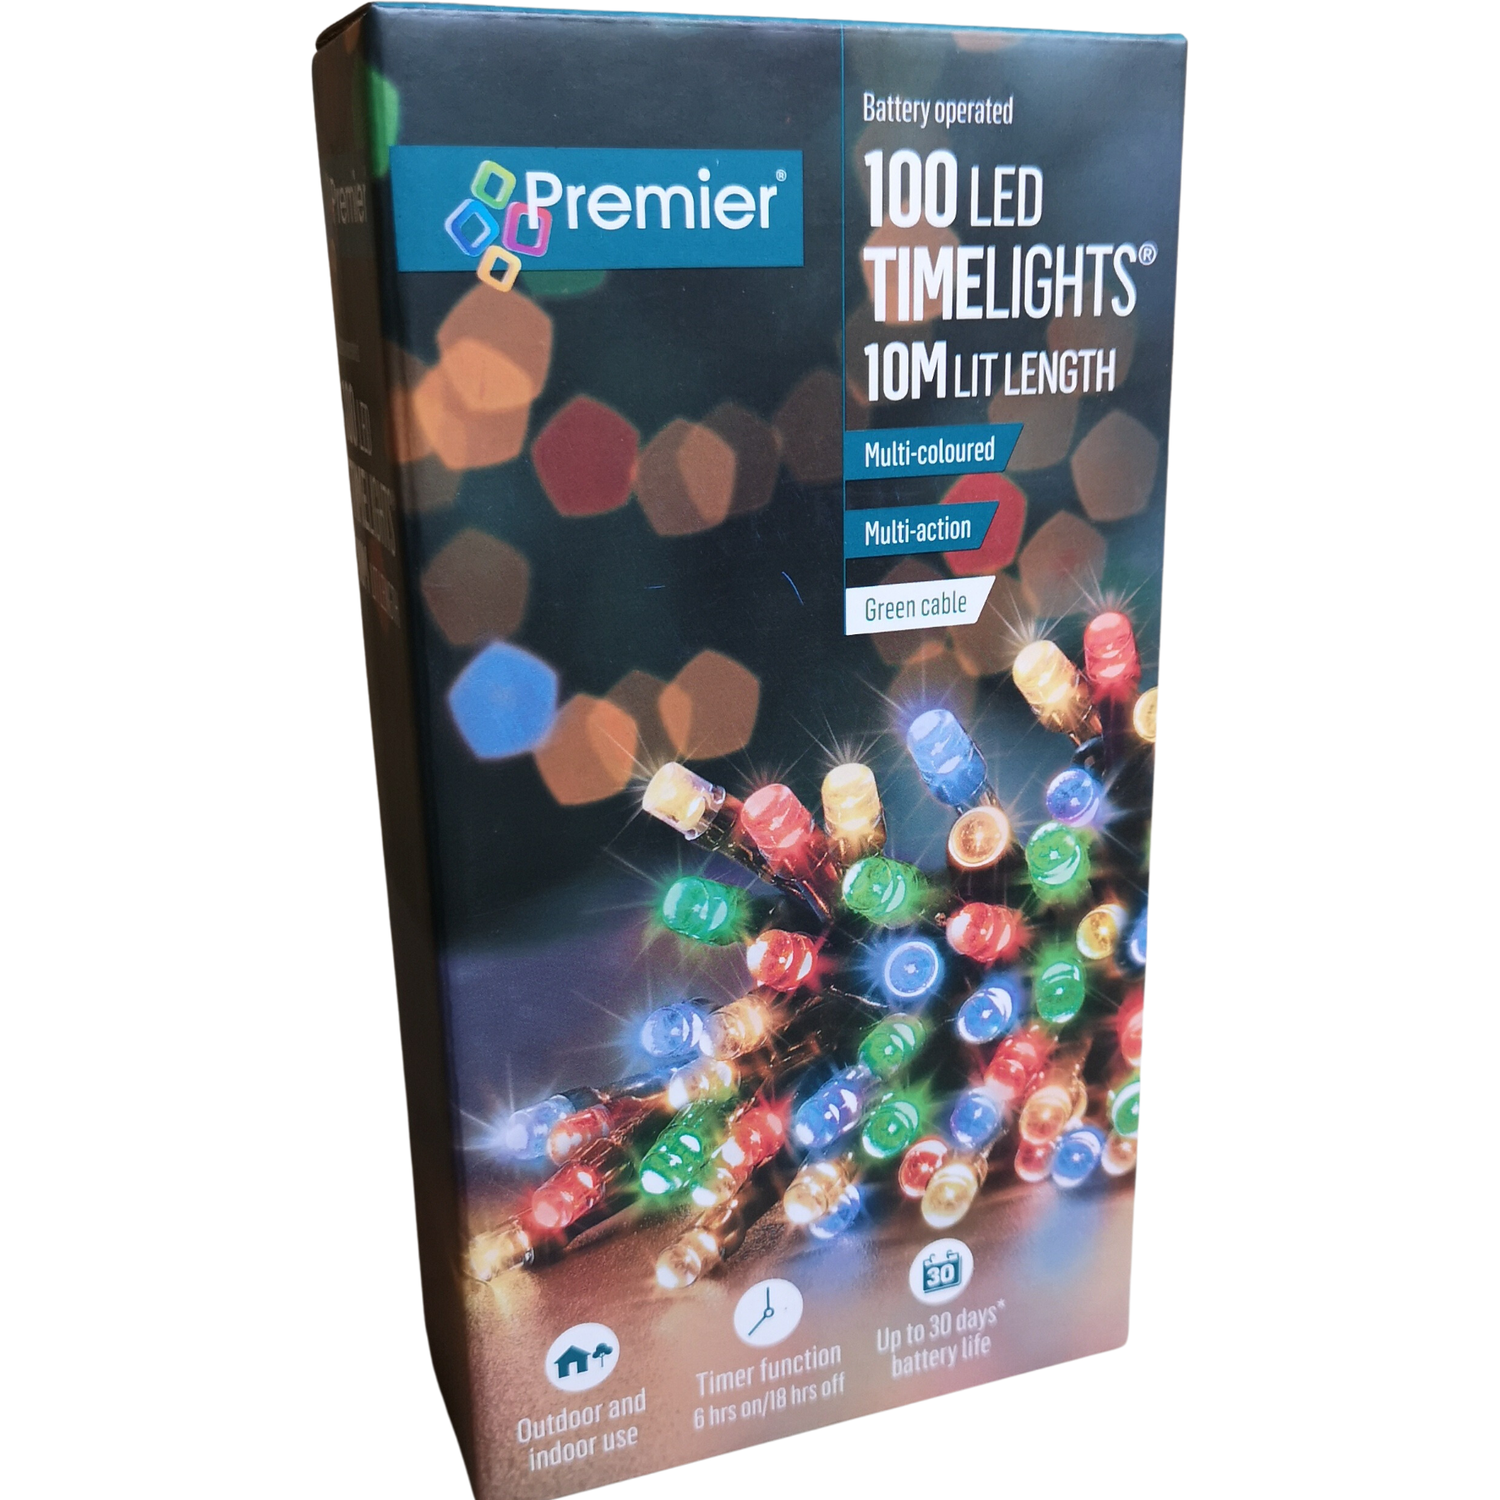 Premier®
Battery operated
100 LED
TIMELIGHTS®
10M LIT LENGTH
Multi-coloured
Multi-action
Green cable
30
Up to 30 days*
battery life
Timer function
6 hrs on/18 hrs off
Outdoor and
indoor use
Premier